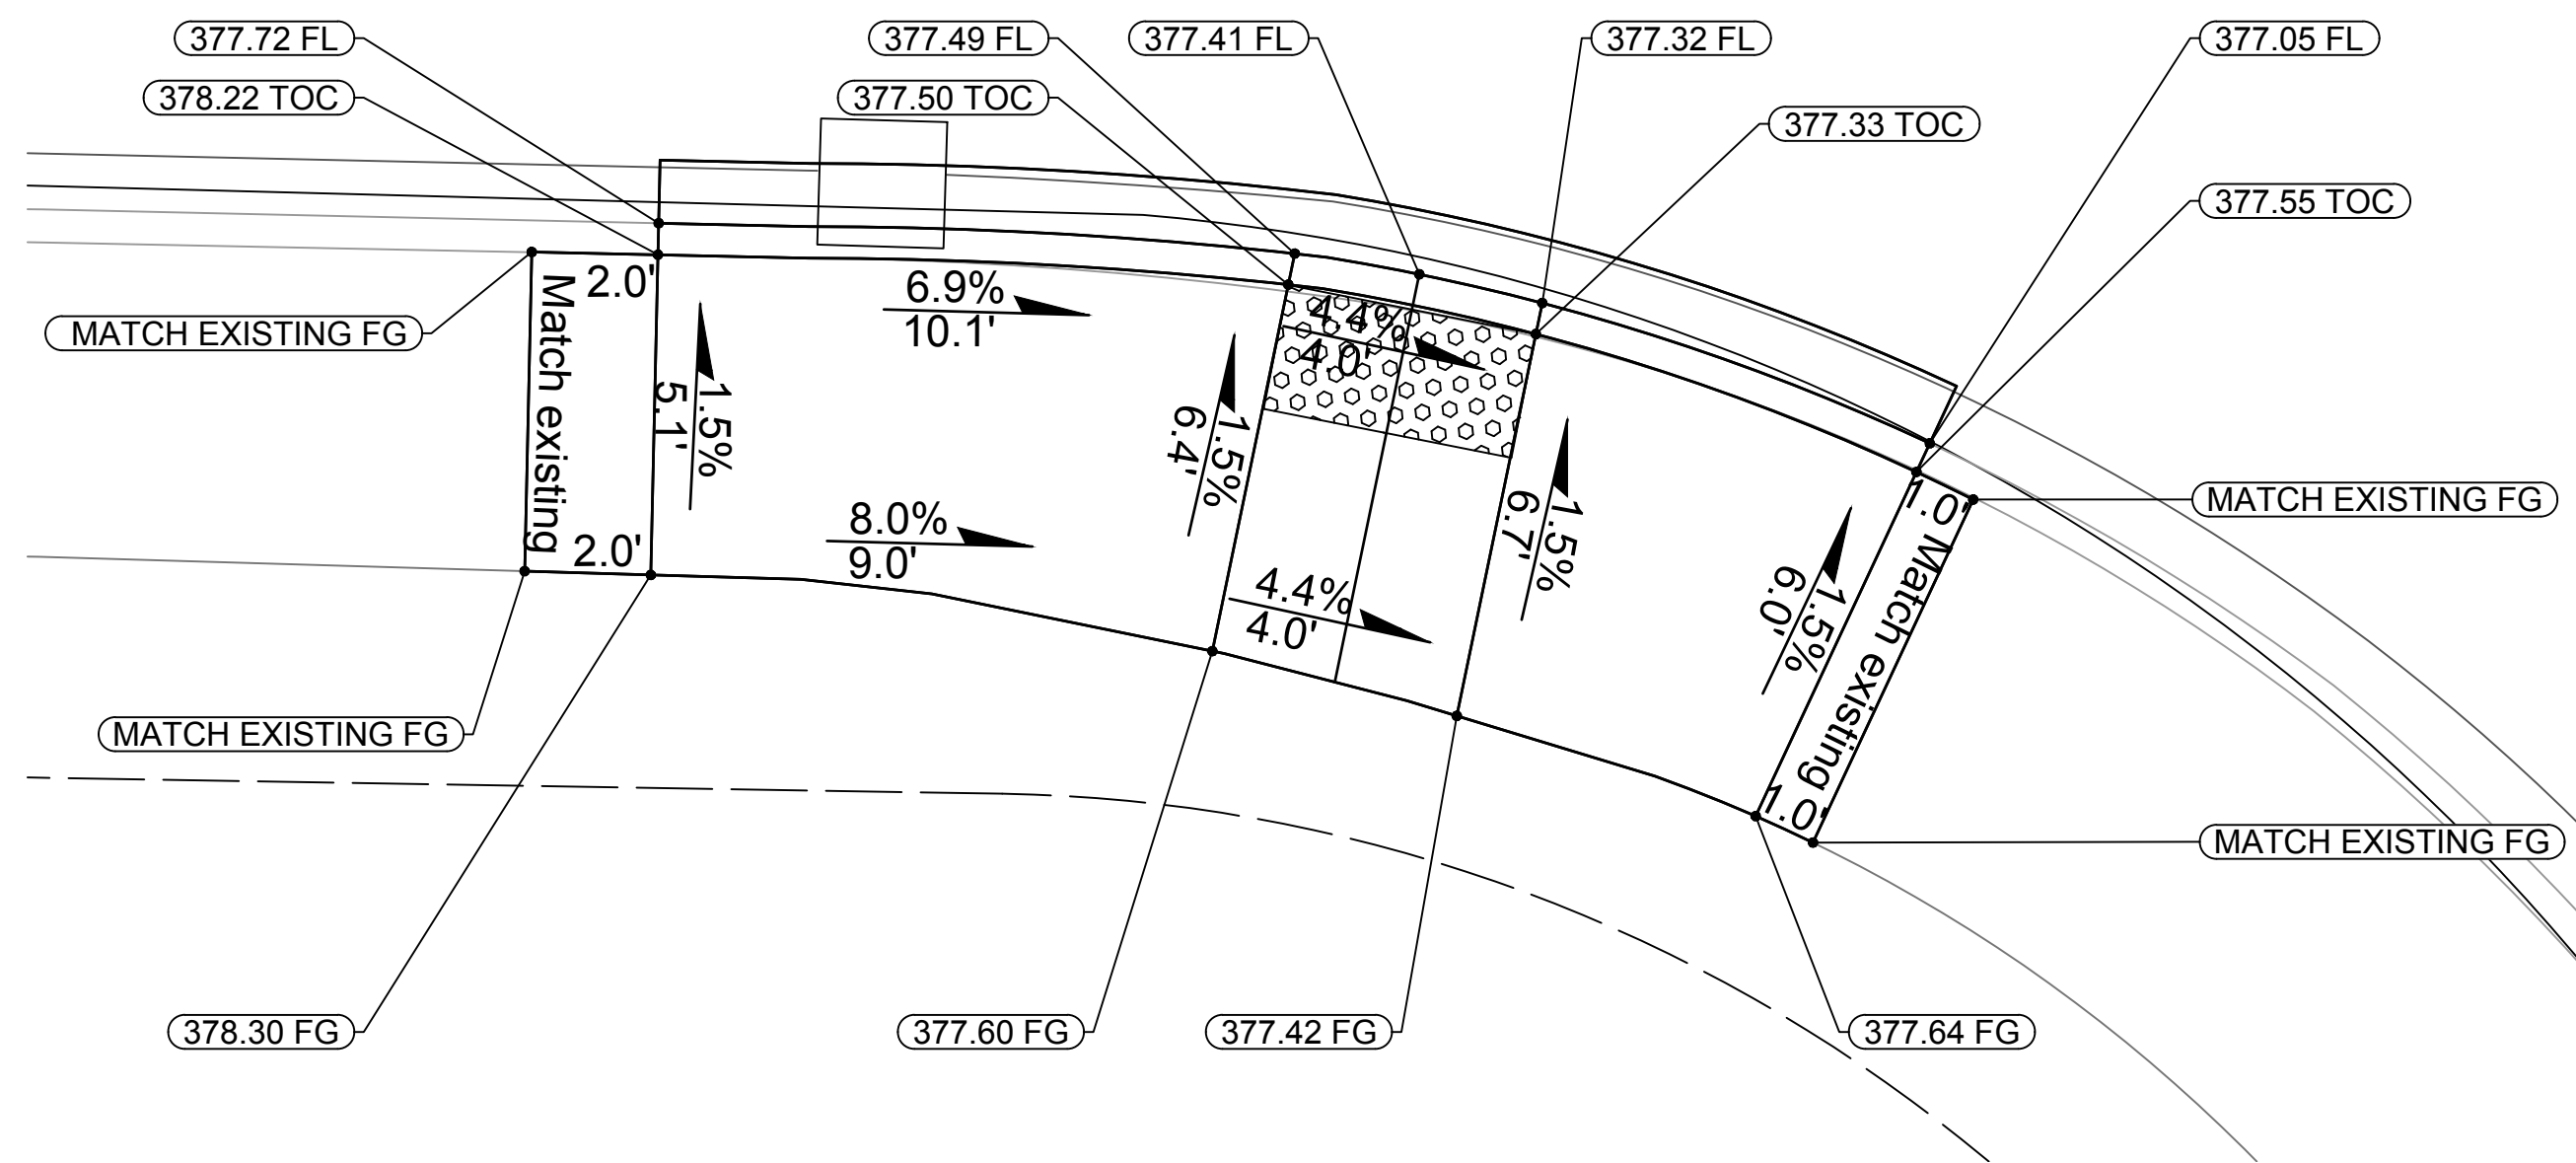 377.72 FL
377.49 FL
377.41 FL
377.32 FL
377.05 FL
378.22 TOC
377.50 TOC
377.33 TOC
377.55 TOC
MATCH EXISTING FG
2.0'
Match existing
2.0'
5.1'
1.5%
6.9%
10.1'
8.0%
9.0'
6.4'
1.5%
4.4%
4.0'
4.4%
4.0'
6.7'
1.5%
6.0'
1.5%
1.0'
Match existing
1.0'
MATCH EXISTING FG
MATCH EXISTING FG
MATCH EXISTING FG
378.30 FG
377.60 FG
377.42 FG
377.64 FG